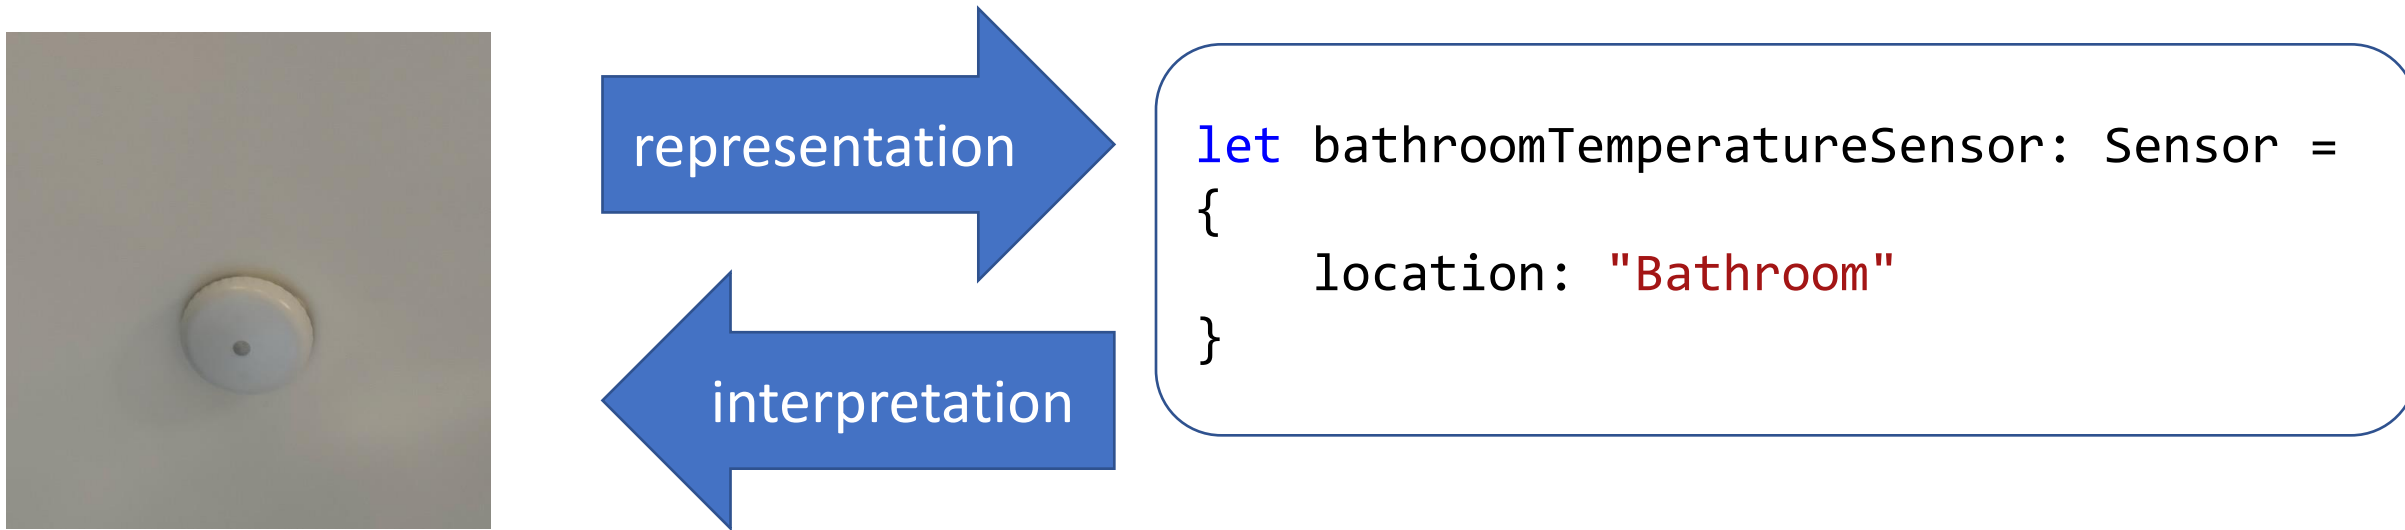 representation
let bathroomTemperatureSensor: Sensor =
{
    location: "Bathroom"
}
interpretation